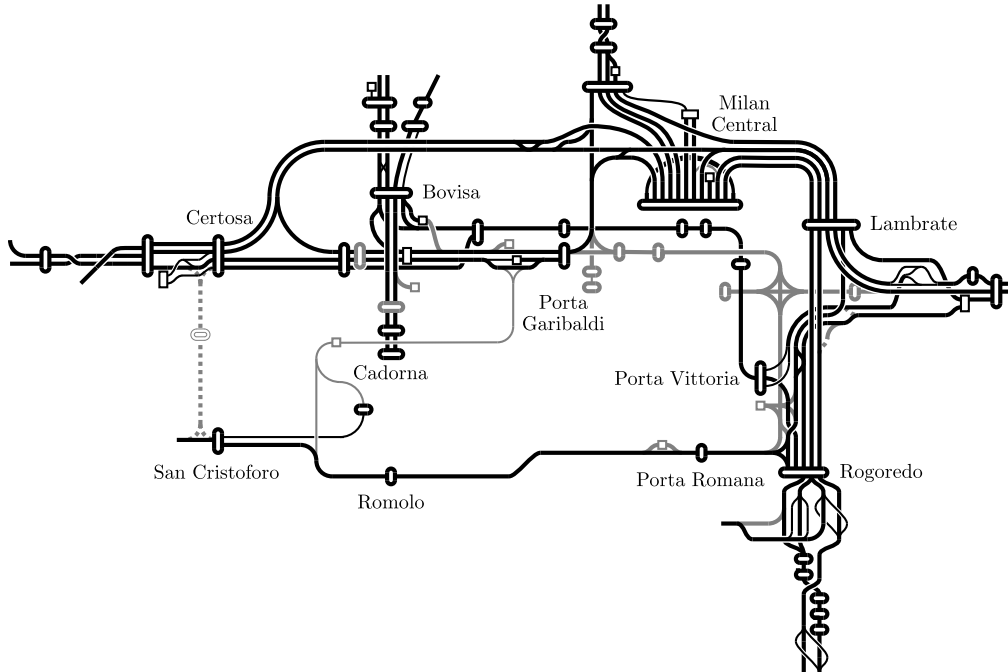 Milan
Central
Bovisa
Certosa
Lambrate
Porta
Garibaldi
Cadorna
Porta Vittoria
San Cristoforo
Romolo
Porta Romana
Rogoredo